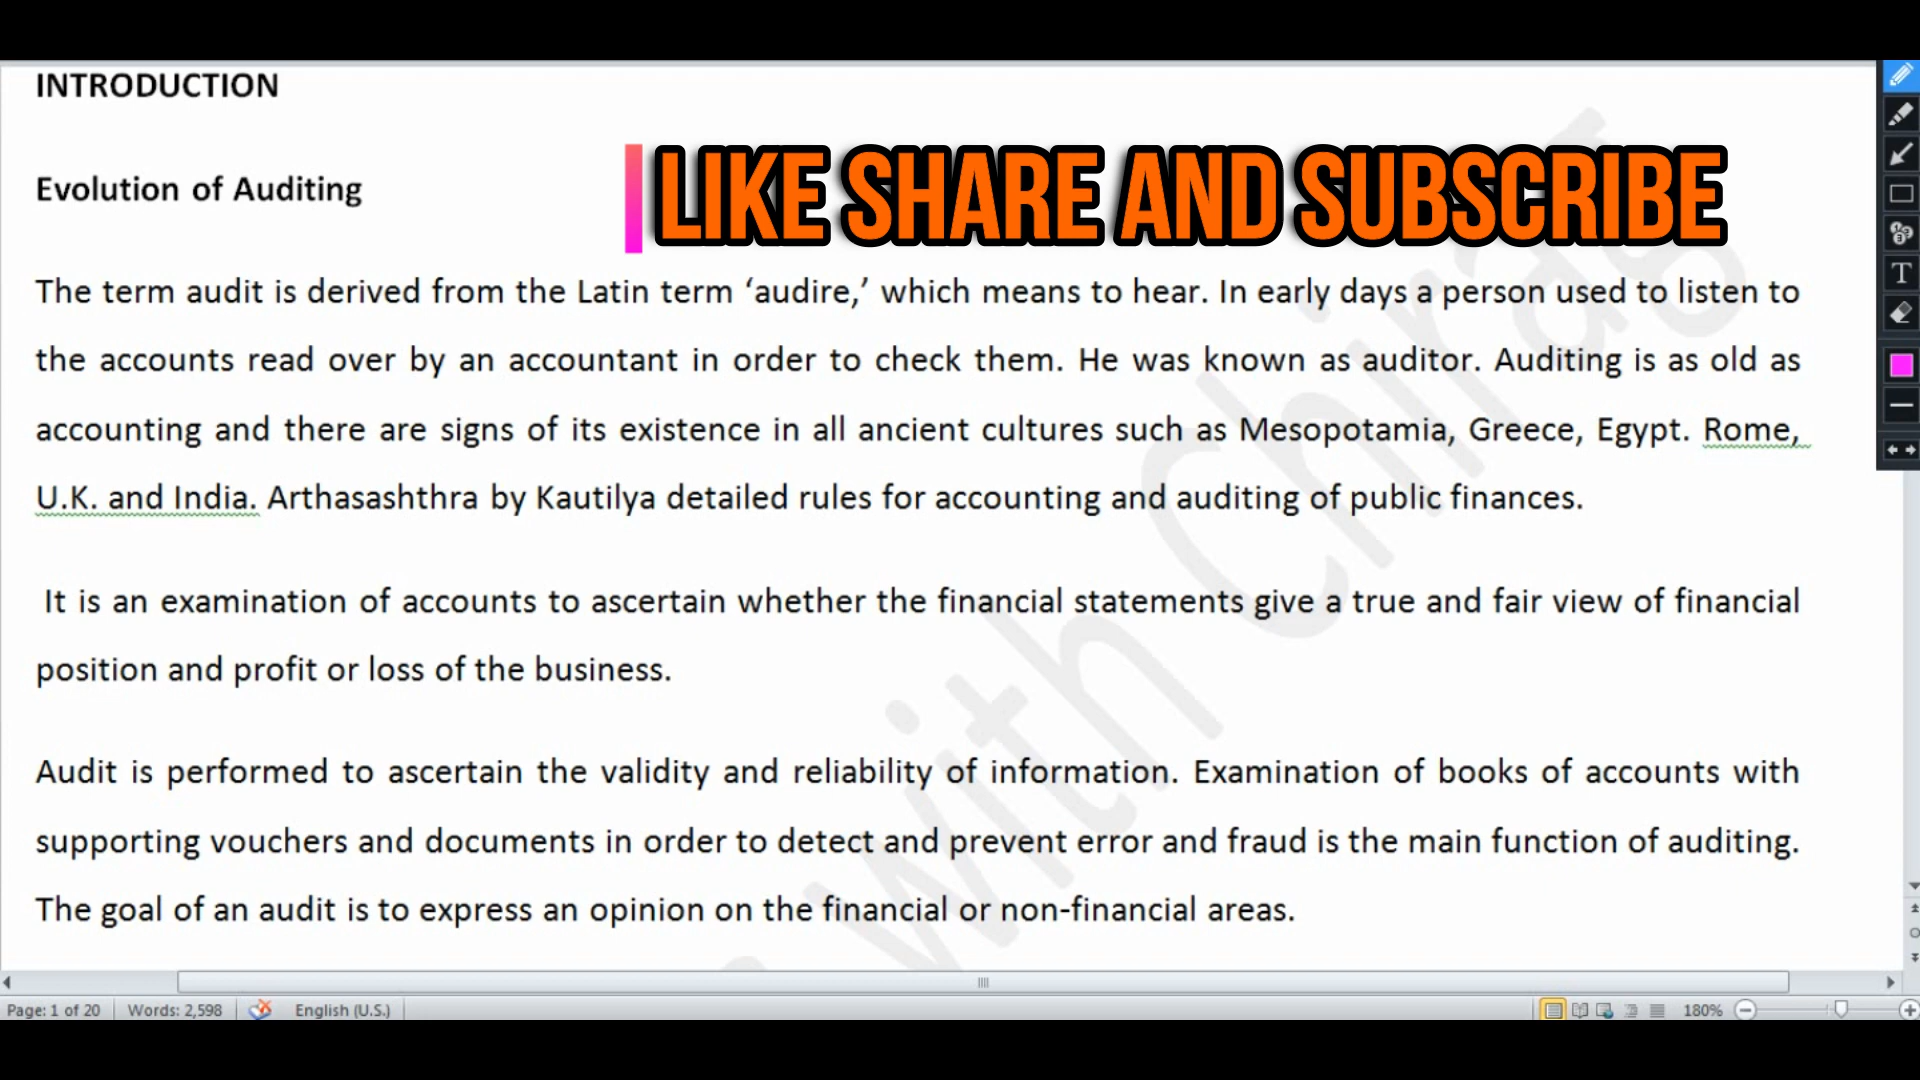 INTRODUCTION
LIKE SHARE AND SUBSCRIBE
Evolution of Auditing
The term audit is derived from the Latin term ‘audire,’ which means to hear. In early days a person used to listen to
the accounts read over by an accountant in order to check them. He was known as auditor. Auditing is as old as
accounting and there are signs of its existence in all ancient cultures such as Mesopotamia, Greece, Egypt. Rome,
U.K. and India. Arthasashthra by Kautilya detailed rules for accounting and auditing of public finances.
It is an examination of accounts to ascertain whether the financial statements give a true and fair view of financial
position and profit or loss of the business.
Audit is performed to ascertain the validity and reliability of information. Examination of books of accounts with
supporting vouchers and documents in order to detect and prevent error and fraud is the main function of auditing.
The goal of an audit is to express an opinion on the financial or non-financial areas.
with Chirag
Page: 1 of 20 Words: 2,598 English (U.S.) 180%